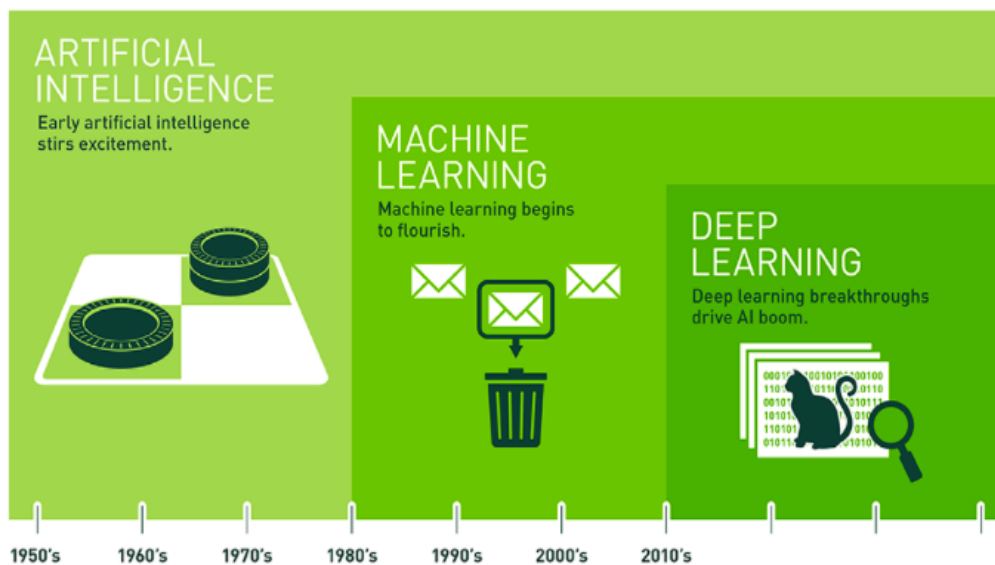 ARTIFICIAL
INTELLIGENCE
Early artificial intelligence
stirs excitement.
MACHINE
LEARNING
Machine learning begins
to flourish.
DEEP
LEARNING
Deep learning breakthroughs
drive AI boom.
1950's
1960's
1970's
1980's
1990's
2000's
2010's